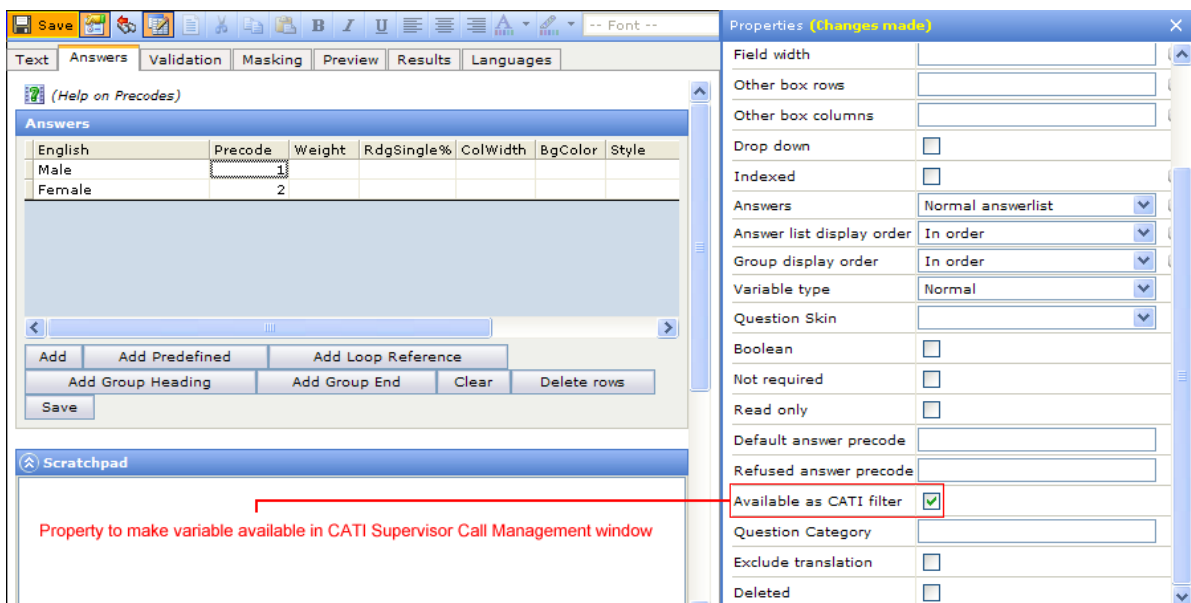 Save B I U A -- Font --
Text Answers Validation Masking Preview Results Languages
(Help on Precodes)
Answers
English Precode Weight RdgSingle% ColWidth BgColor Style
Male 1
Female 2
Add Add Predefined Add Loop Reference
Add Group Heading Add Group End Clear Delete rows
Save
Scratchpad
Property to make variable available in CATI Supervisor Call Management window
Properties (Changes made)
Field width
Other box rows
Other box columns
Drop down
Indexed
Answers Normal answerlist
Answer list display order In order
Group display order In order
Variable type Normal
Question Skin
Boolean
Not required
Read only
Default answer precode
Refused answer precode
Available as CATI filter
Question Category
Exclude translation
Deleted